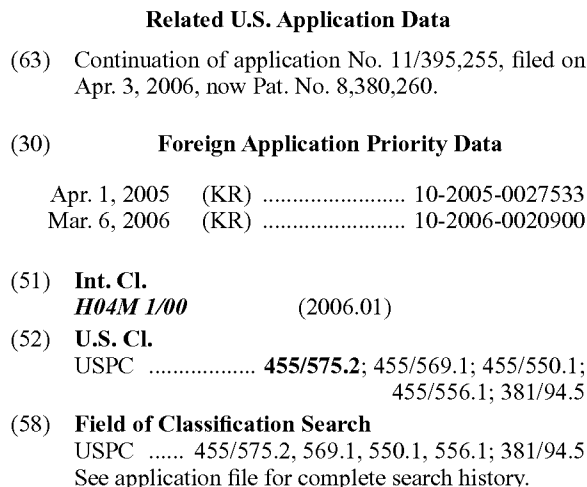 Related U.S. Application Data
(63) Continuation of application No. 11/395,255, filed on
Apr. 3, 2006, now Pat. No. 8,380,260.
(30) Foreign Application Priority Data
Apr. 1, 2005 (KR) ........................ 10-2005-0027533
Mar. 6, 2006 (KR) ........................ 10-2006-0020900
(51) Int. Cl.
H04M 1/00 (2006.01)
(52) U.S. Cl.
USPC .................. 455/575.2; 455/569.1; 455/550.1;
455/556.1; 381/94.5
(58) Field of Classification Search
USPC ...... 455/575.2, 569.1, 550.1, 556.1; 381/94.5
See application file for complete search history.